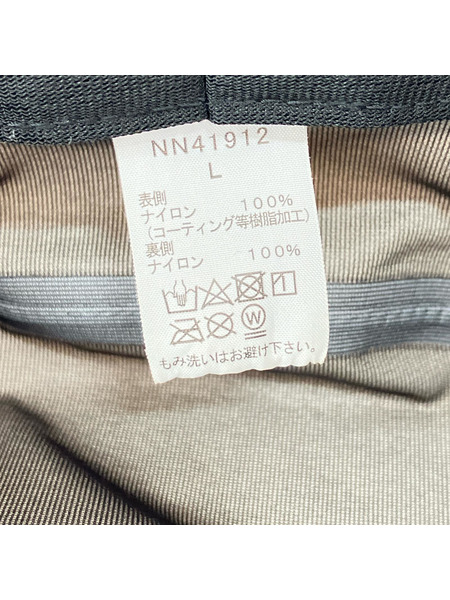 NN41912
L
表側
ナイロン 100%
(コーティング等樹脂加工)
裏側
ナイロン 100%
W
もみ洗いはお避け下さい。